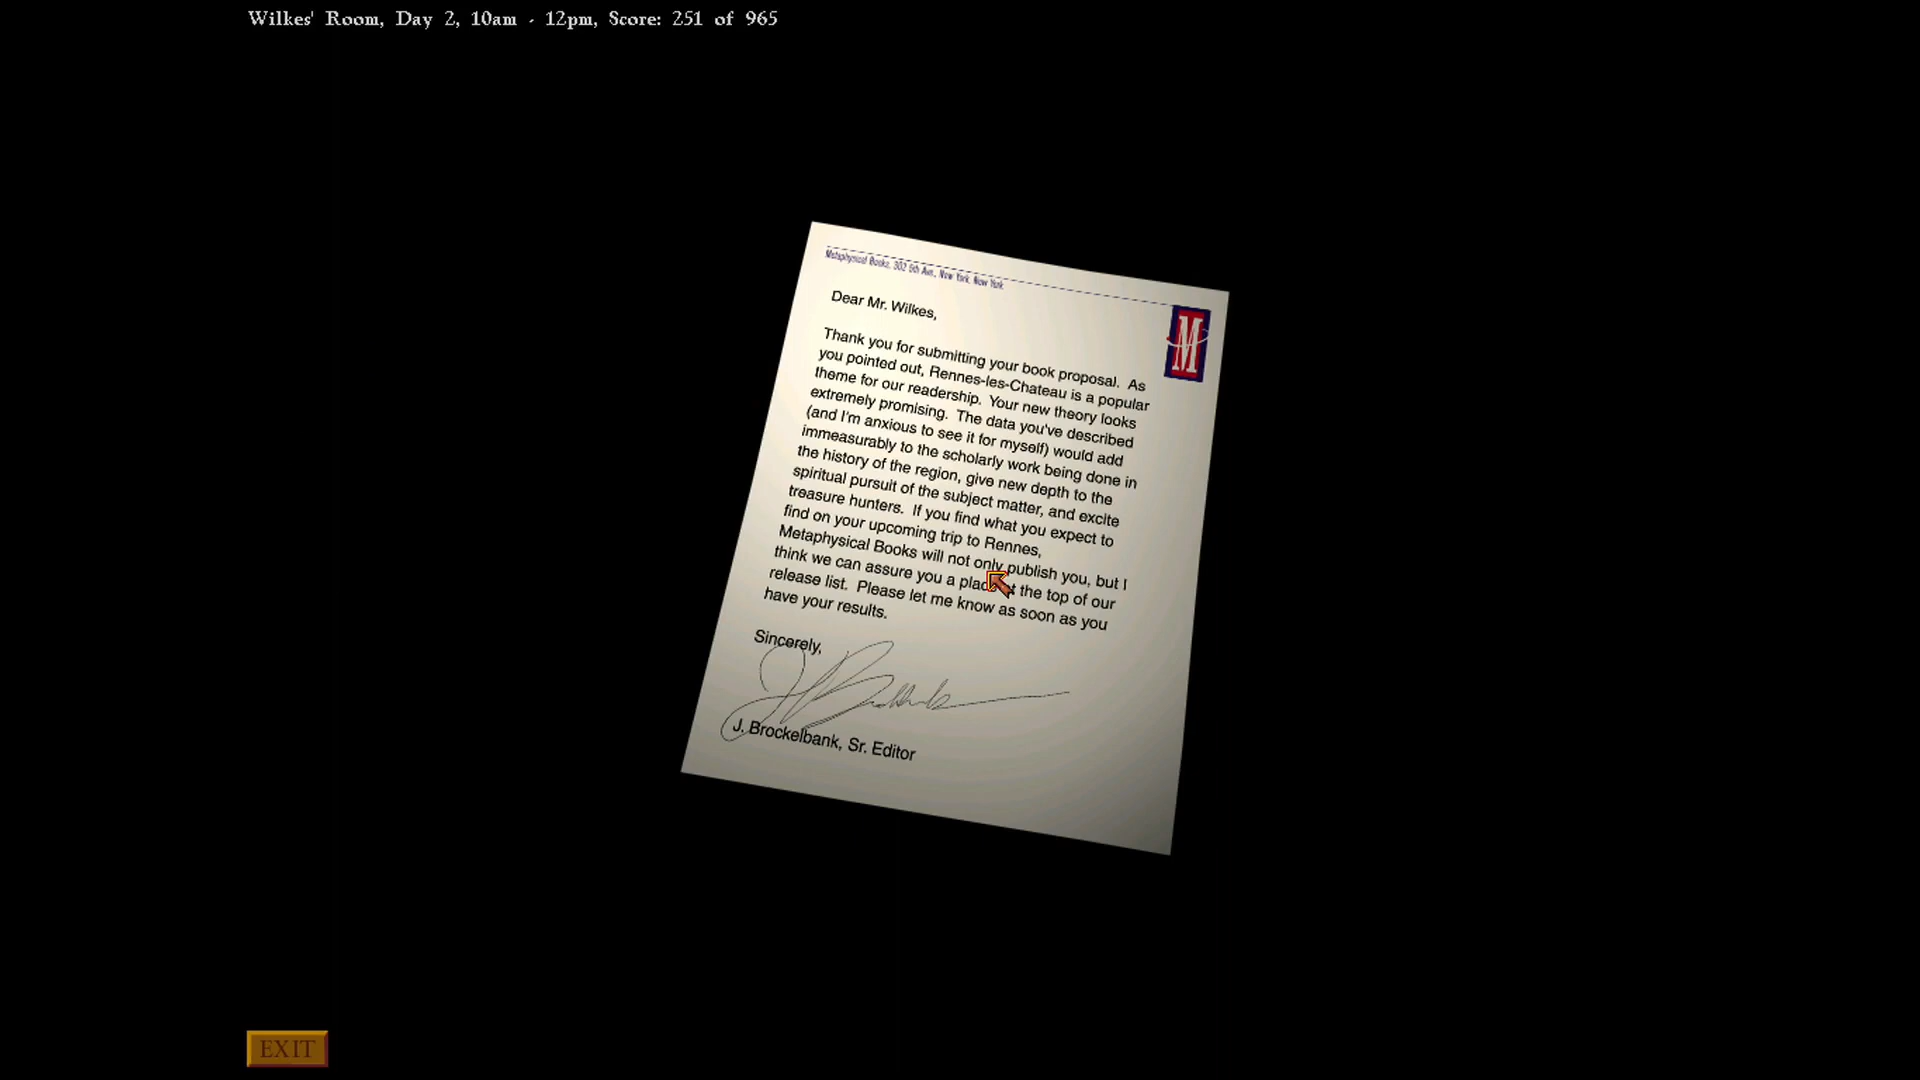 Wilkes' Room, Day 2, 10am - 12pm, Score: 251 of 965
Metaphysical Books, 302 5th Ave., New York, New York
M
Dear Mr. Wilkes,
Thank you for submitting your book proposal. As
you pointed out, Rennes-les-Chateau is a popular
theme for our readership. Your new theory looks
extremely promising. The data you've described
(and I'm anxious to see it for myself) would add
immeasurably to the scholarly work being done in
the history of the region, give new depth to the
spiritual pursuit of the subject matter, and excite
treasure hunters. If you find what you expect to
find on your upcoming trip to Rennes,
Metaphysical Books will not only publish you, but I
think we can assure you a place at the top of our
release list. Please let me know as soon as you
have your results.
Sincerely,
J. Brockelbank, Sr. Editor
EXIT